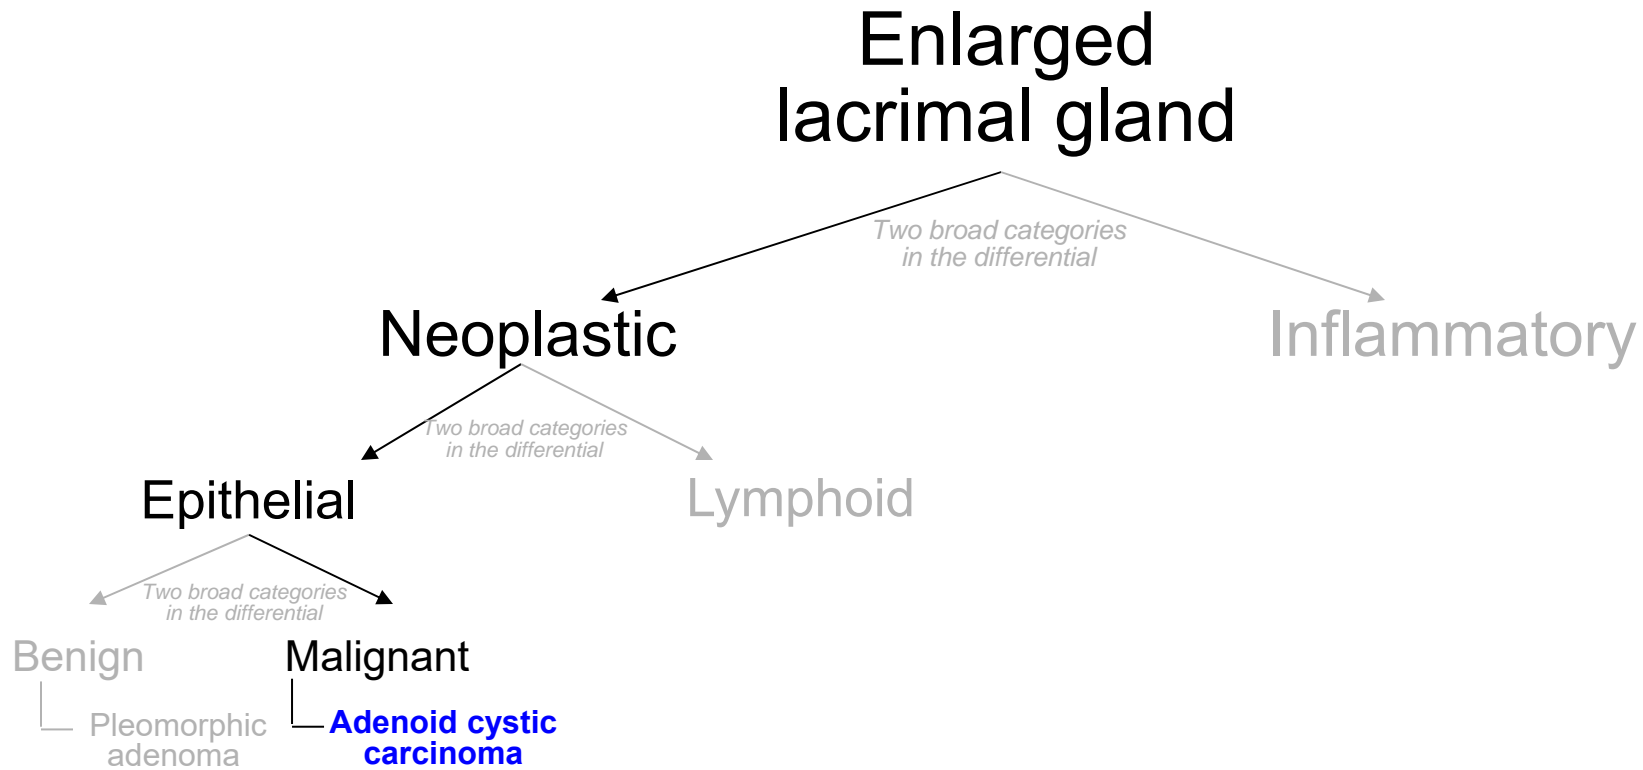 Enlarged
lacrimal gland
Two broad categories
in the differential
Neoplastic
Inflammatory
Two broad categories
in the differential
Epithelial
Lymphoid
Two broad categories
in the differential
Benign
Malignant
Pleomorphic
adenoma
Adenoid cystic
carcinoma